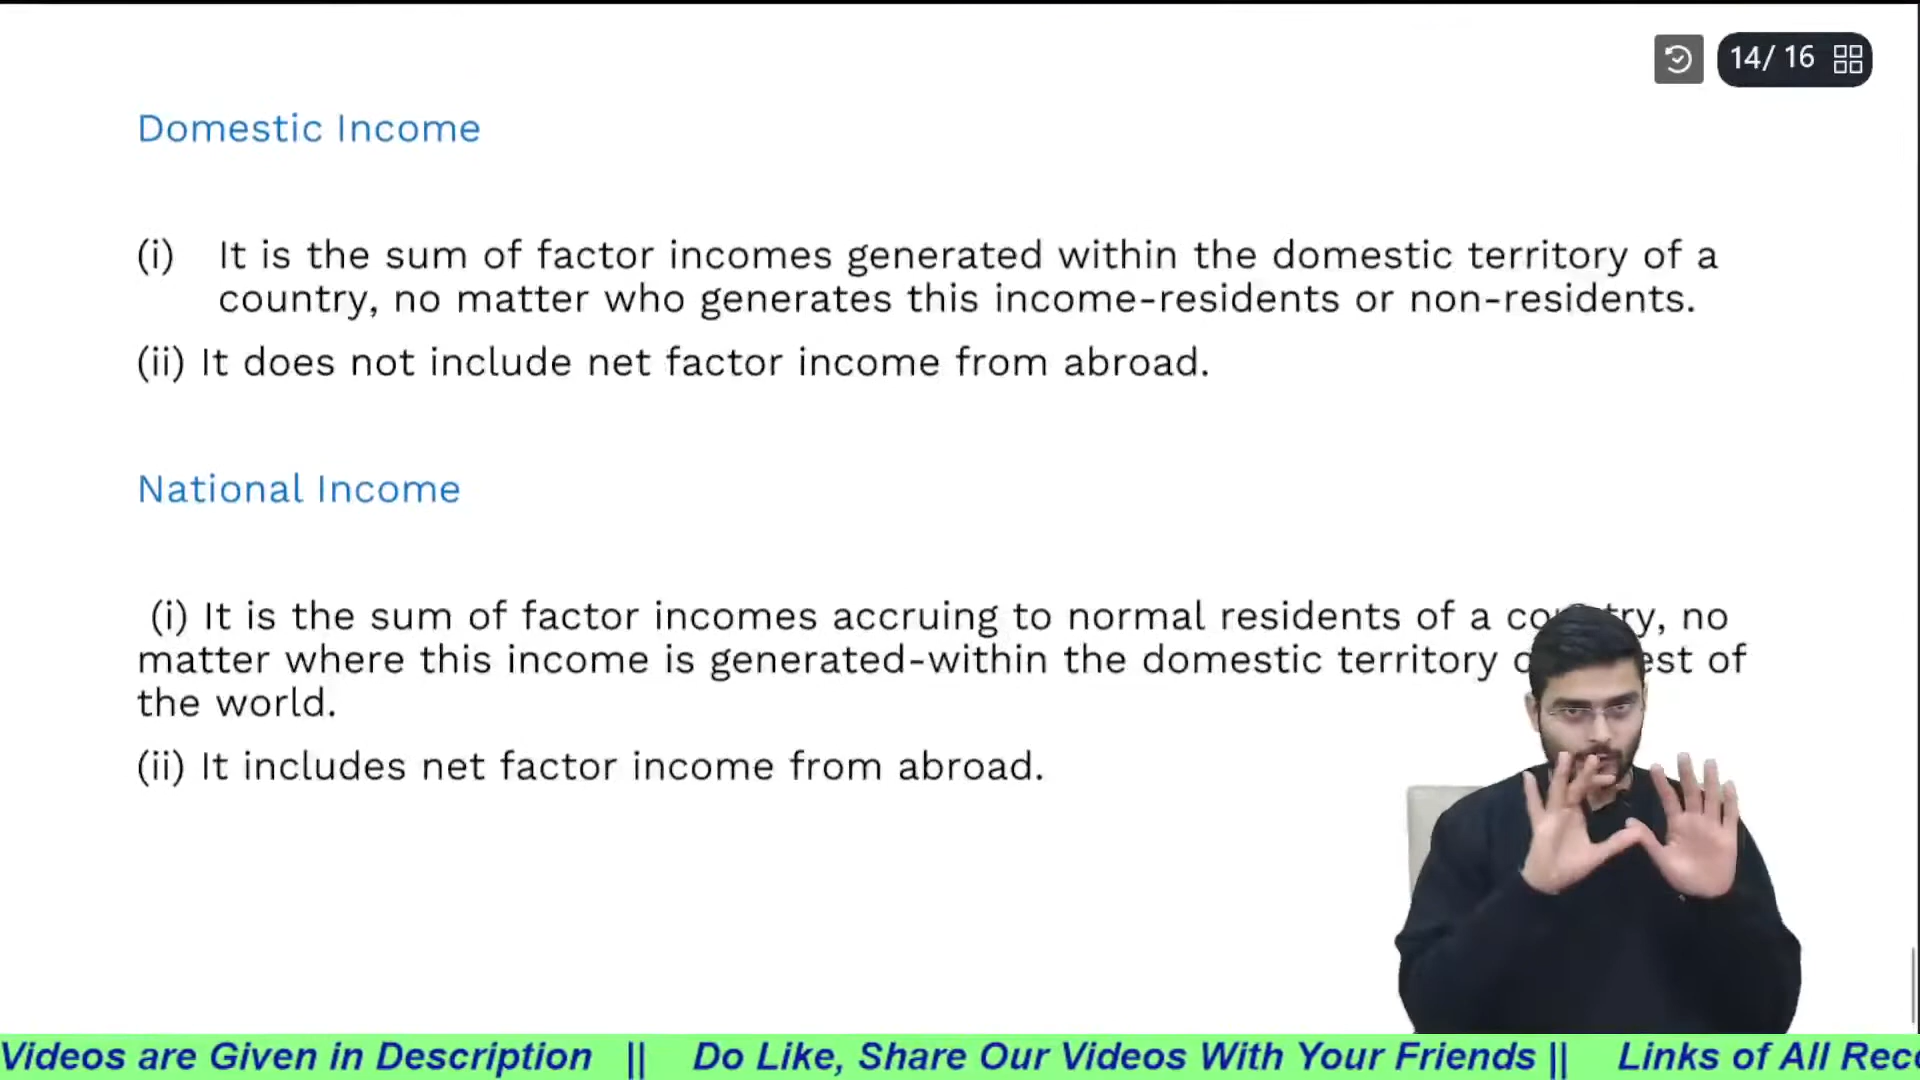 14/ 16
Domestic Income
(i) It is the sum of factor incomes generated within the domestic territory of a
country, no matter who generates this income-residents or non-residents.
(ii) It does not include net factor income from abroad.
National Income
(i) It is the sum of factor incomes accruing to normal residents of a no
matter where this income is generated-within the domestic territory of
the world.
(ii) It includes net factor income from abroad.
Videos are Given in Description || Do Like, Share Our Videos With Your Friends || Links of All